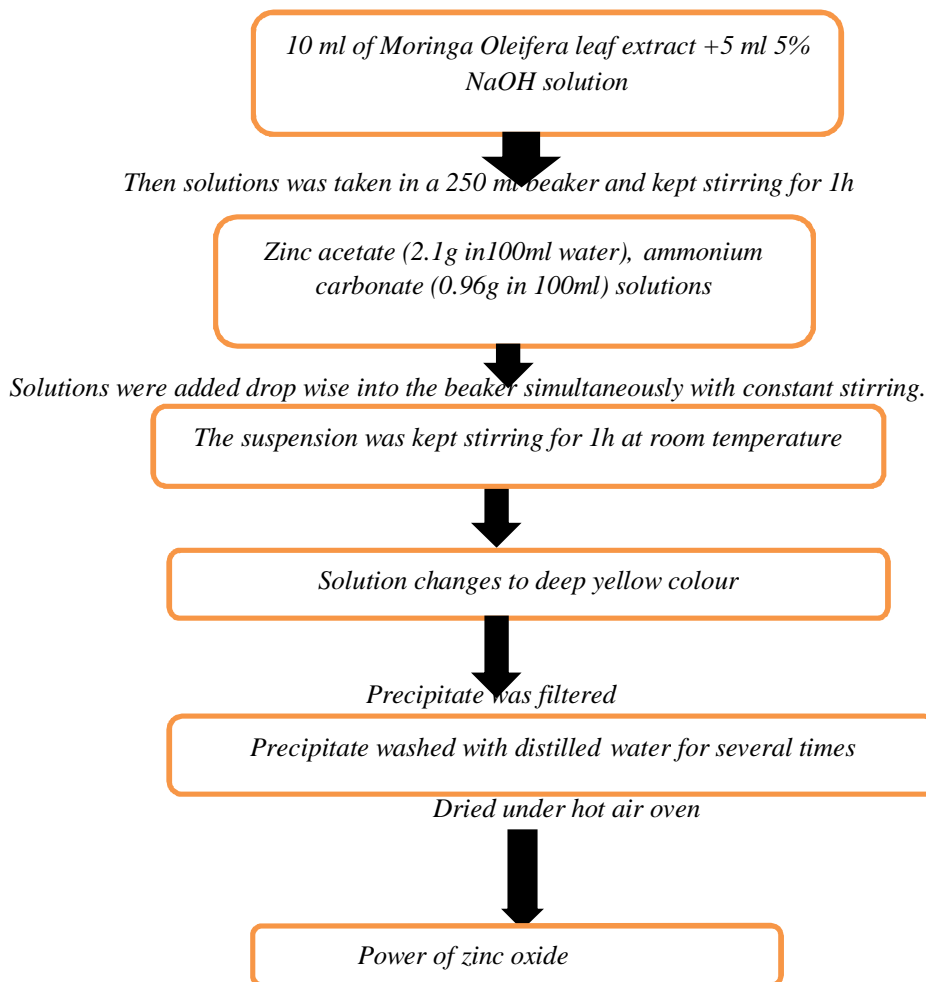 10 ml of Moringa Oleifera leaf extract +5 ml 5%
NaOH solution
Then solutions was taken in a 250 ml beaker and kept stirring for 1h
Zinc acetate (2.1g in100ml water), ammonium
carbonate (0.96g in 100ml) solutions
Solutions were added drop wise into the beaker simultaneously with constant stirring.
The suspension was kept stirring for 1h at room temperature
Solution changes to deep yellow colour
Precipitate was filtered
Precipitate washed with distilled water for several times
Dried under hot air oven
Power of zinc oxide